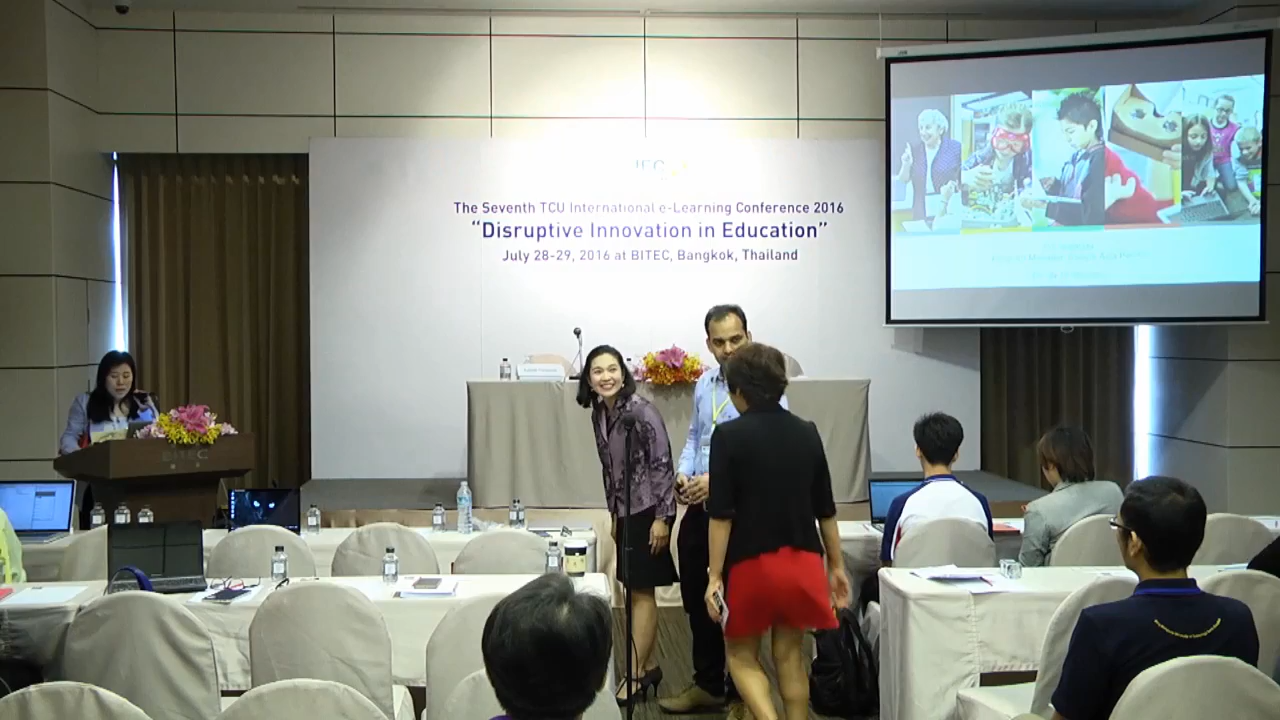 IEC
The Seventh TCU International e-Learning Conference 2016
“Disruptive Innovation in Education”
July 28-29, 2016 at BITEC, Bangkok, Thailand
BITEC